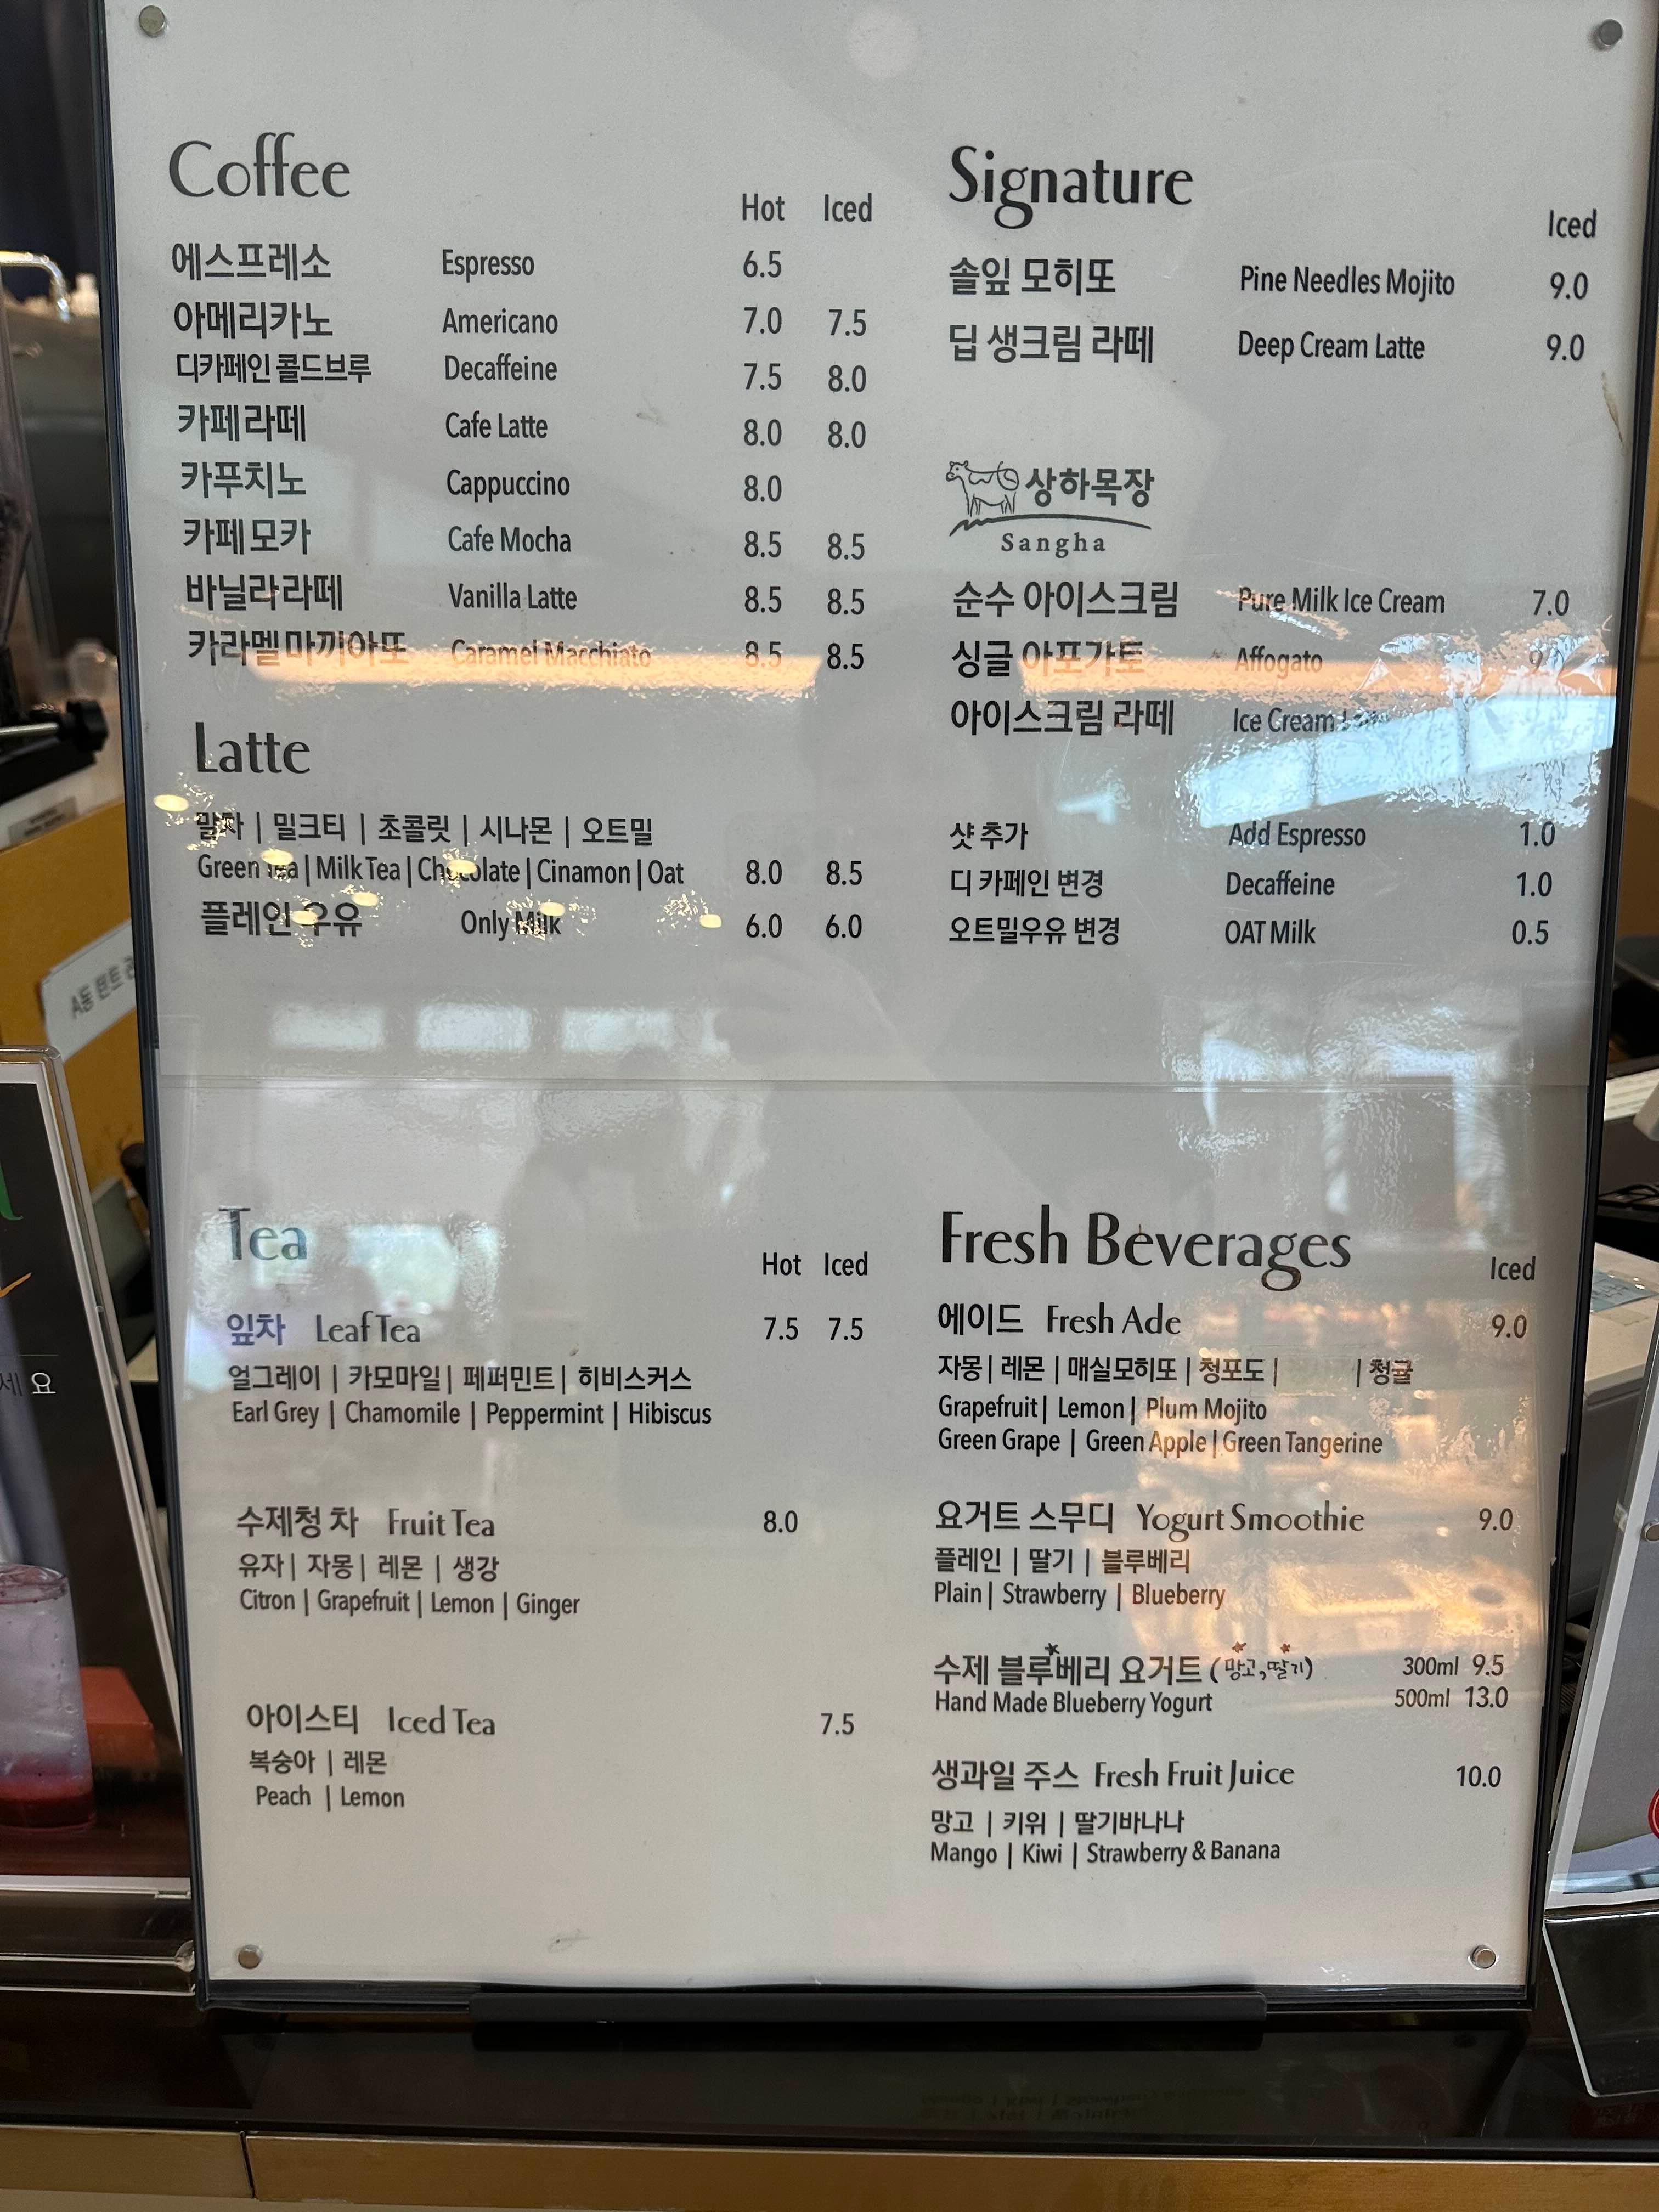 Coffee
Hot Iced
에스프레소 Espresso 6.5
아메리카노 Americano 7.0 7.5
디카페인 콜드브루 Decaffeine 7.5 8.0
카페라떼 Cafe Latte 8.0 8.0
카푸치노 Cappuccino 8.0
카페모카 Cafe Mocha 8.5 8.5
바닐라라떼 Vanilla Latte 8.5 8.5
카라멜마끼아또 Caramel Macchiato 8.5 8.5
Latte
말차 | 밀크티 | 초콜릿 | 시나몬 | 오트밀
Green Tea | Milk Tea | Chocolate | Cinamon | Oat 8.0 8.5
플레인 우유 Only Milk 6.0 6.0
Signature
Iced
솔잎 모히또 Pine Needles Mojito 9.0
딥 생크림 라떼 Deep Cream Latte 9.0
상하목장
Sangha
순수 아이스크림 Pure Milk Ice Cream 7.0
싱글 아포가토 Affogato
아이스크림 라떼 Ice Cream
샷 추가 Add Espresso 1.0
디 카페인 변경 Decaffeine 1.0
오트밀우유 변경 OAT Milk 0.5
Tea
Hot Iced
잎차 Leaf Tea 7.5 7.5
얼그레이 | 카모마일 | 페퍼민트 | 히비스커스
Earl Grey | Chamomile | Peppermint | Hibiscus
수제청 차 Fruit Tea 8.0
유자 | 자몽 | 레몬 | 생강
Citron | Grapefruit | Lemon | Ginger
아이스티 Iced Tea 7.5
복숭아 | 레몬
Peach | Lemon
Fresh Beverages
Iced
에이드 Fresh Ade 9.0
자몽 | 레몬 | 매실모히또 | 청포도 | | 청귤
Grapefruit | Lemon | Plum Mojito
Green Grape | Green Apple | Green Tangerine
요거트 스무디 Yogurt Smoothie 9.0
플레인 | 딸기 | 블루베리
Plain | Strawberry | Blueberry
수제 블루베리 요거트 (망고, 딸기) 300ml 9.5
Hand Made Blueberry Yogurt 500ml 13.0
생과일 주스 Fresh Fruit Juice 10.0
망고 | 키위 | 딸기바나나
Mango | Kiwi | Strawberry & Banana